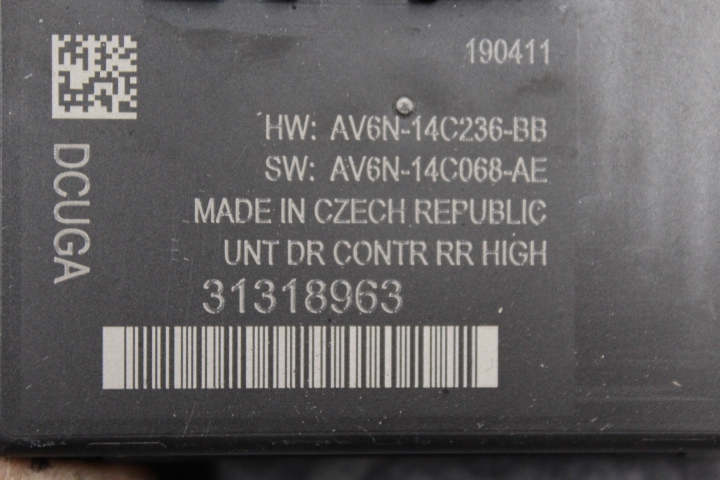 190411
HW: AV6N-14C236-BB
SW: AV6N-14C068-AE
MADE IN CZECH REPUBLIC
UNT DR CONTR RR HIGH
31318963
DCUGA